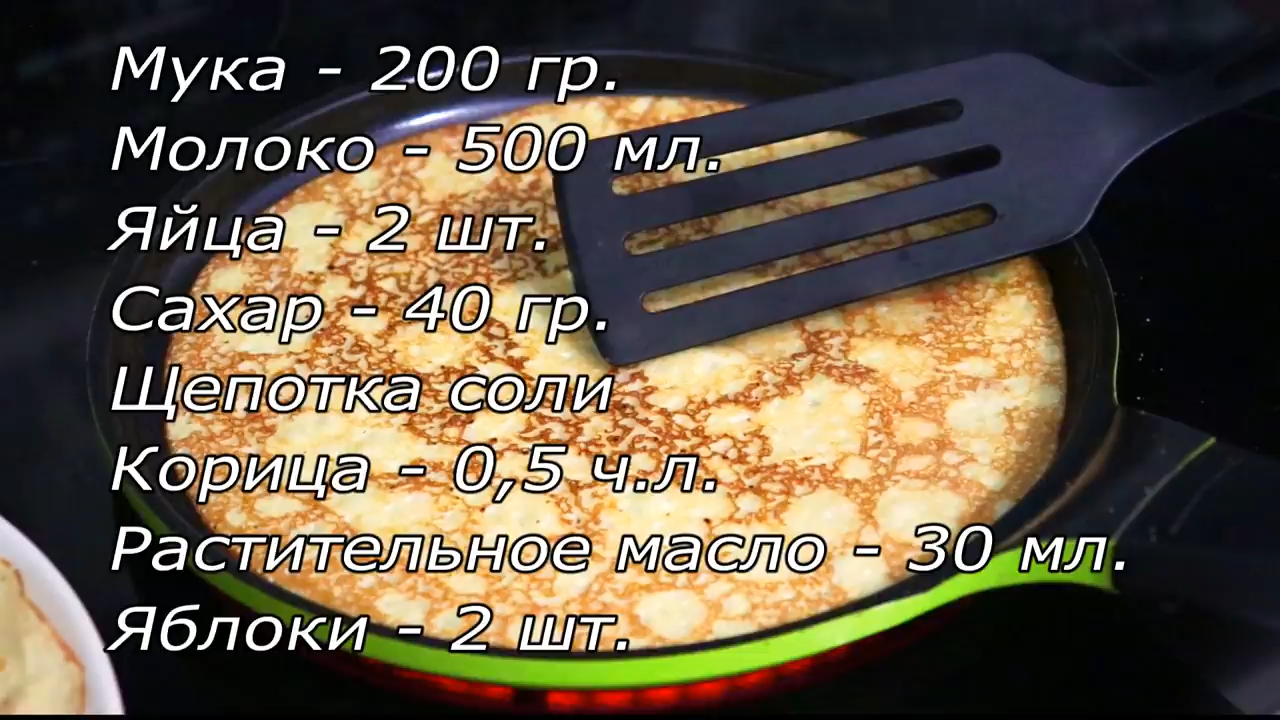 Мука - 200 гр.
Молоко - 500 мл.
Яйца - 2 шт.
Сахар - 40 гр.
Щепотка соли
Корица - 0,5 ч.л.
Растительное масло - 30 мл.
Яблоки - 2 шт.